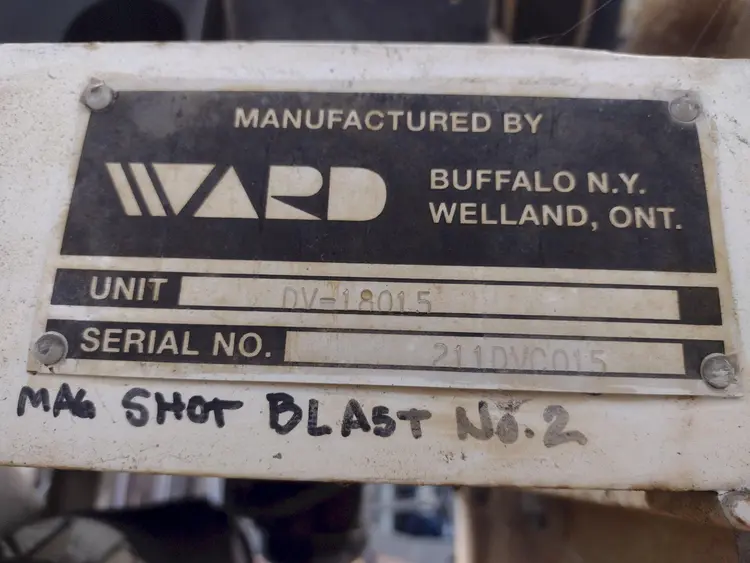 MANUFACTURED BY
WARD
BUFFALO N.Y.
WELLAND, ONT.
UNIT DV-18015
SERIAL NO. 211DVC015
MAG SHOT BLAST No.2